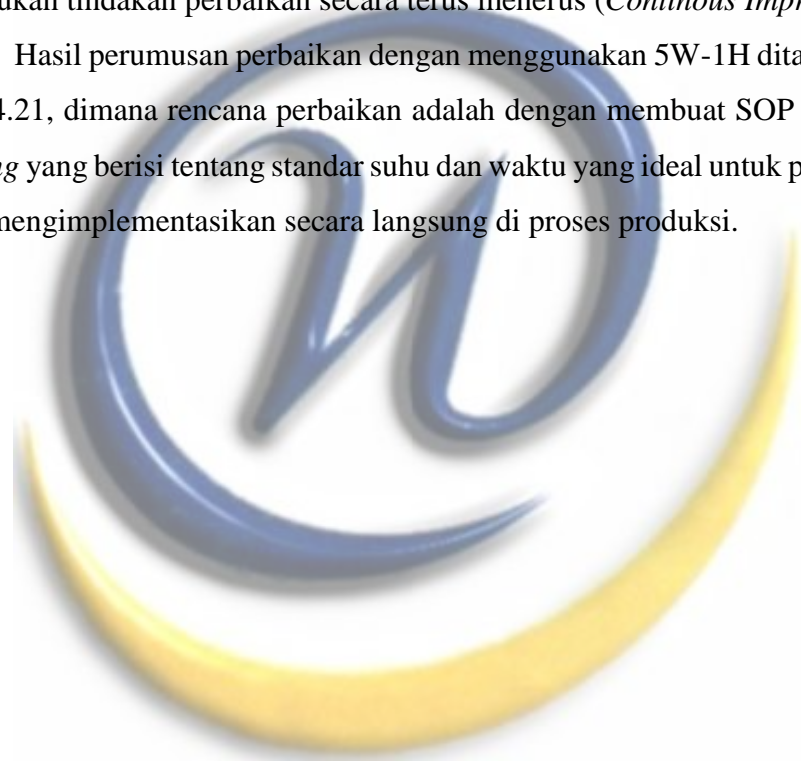 ukan tindakan perbaikan secara terus menerus (Continous Impr
Hasil perumusan perbaikan dengan menggunakan 5W-1H dita
4.21, dimana rencana perbaikan adalah dengan membuat SOP
ng yang berisi tentang standar suhu dan waktu yang ideal untuk p
mengimplementasikan secara langsung di proses produksi.